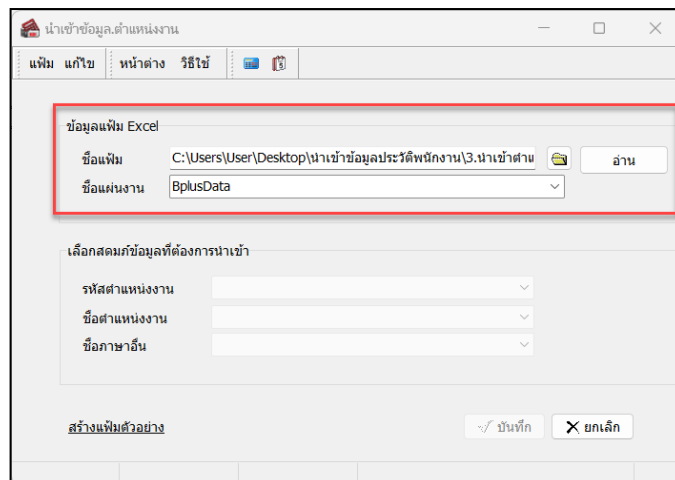 นำเข้าข้อมูล.ตำแหน่งงาน
แฟ้ม แก้ไข หน้าต่าง วิธีใช้
ข้อมูลแฟ้ม Excel
ชื่อแฟ้ม C:\Users\User\Desktop\นำเข้าข้อมูลประวัติพนักงาน\3.นำเข้าตำแ อ่าน
ชื่อแผ่นงาน BplusData
เลือกสดมภ์ข้อมูลที่ต้องการนำเข้า
รหัสตำแหน่งงาน
ชื่อตำแหน่งงาน
ชื่อภาษาอื่น
สร้างแฟ้มตัวอย่าง บันทึก ยกเลิก